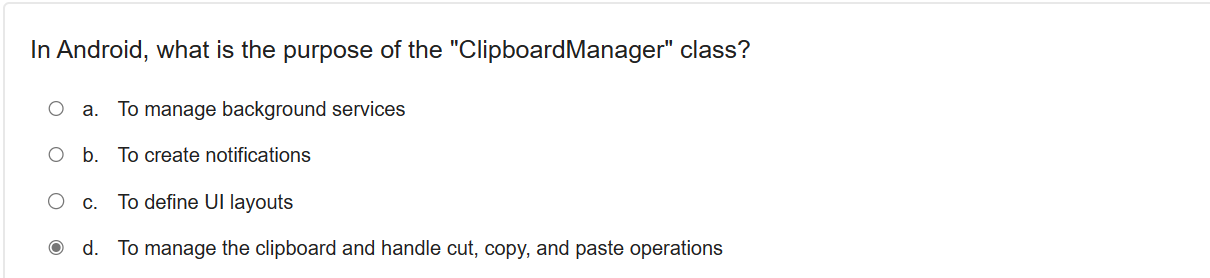 In Android, what is the purpose of the "ClipboardManager" class?
a. To manage background services
b. To create notifications
c. To define UI layouts
d. To manage the clipboard and handle cut, copy, and paste operations